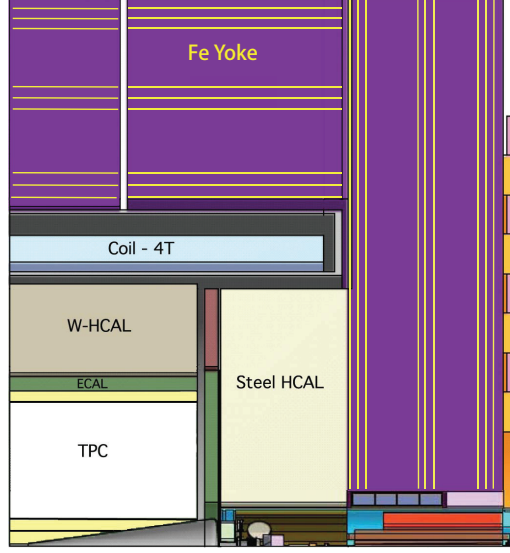 Fe Yoke
Coil - 4T
W-HCAL
Steel HCAL
ECAL
TPC